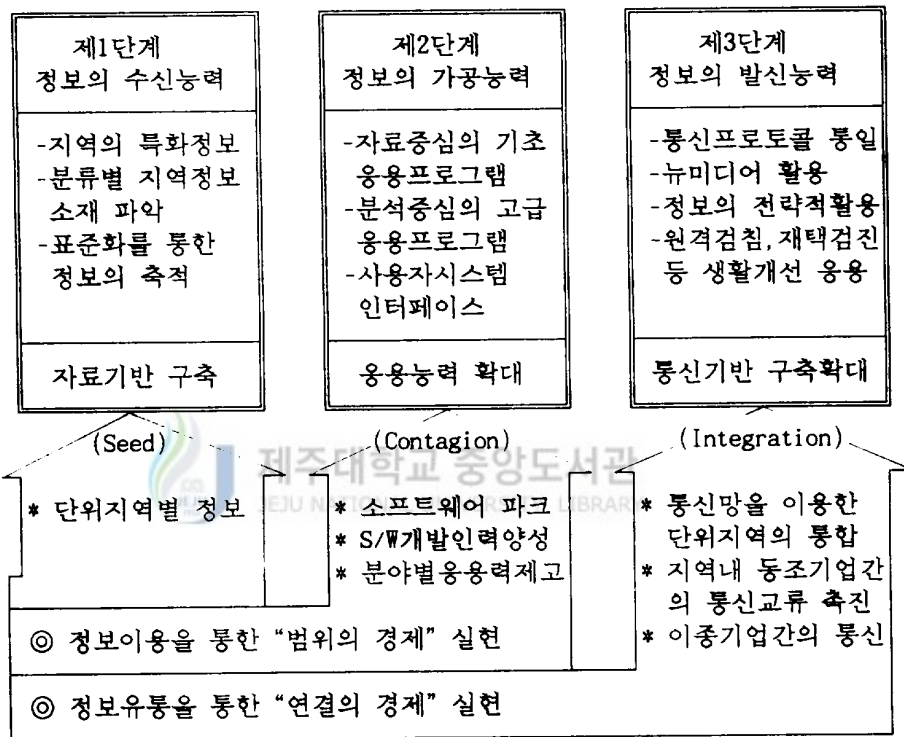 제1단계
정보의 수신능력
-지역의 특화정보
-분류별 지역정보
소재 파악
-표준화를 통한
정보의 축적
자료기반 구축
제2단계
정보의 가공능력
-자료중심의 기초
응용프로그램
-분석중심의 고급
응용프로그램
-사용자시스템
인터페이스
응용능력 확대
제3단계
정보의 발신능력
-통신프로토콜 통일
-뉴미디어 활용
-정보의 전략적활용
-원격검침,재택검진
등 생활개선 응용
통신기반 구축확대
(Seed)
(Contagion)
(Integration)
제주대학교 중앙도서관
JEJU NATIONAL UNIVERSITY LIBRARY
* 단위지역별 정보
* 소프트웨어 파크
* S/W개발인력양성
* 분야별응용력제고
* 통신망을 이용한
단위지역의 통합
* 지역내 동조기업간
의 통신교류 촉진
* 이종기업간의 통신
◎ 정보이용을 통한 “범위의 경제” 실현
◎ 정보유통을 통한 “연결의 경제” 실현